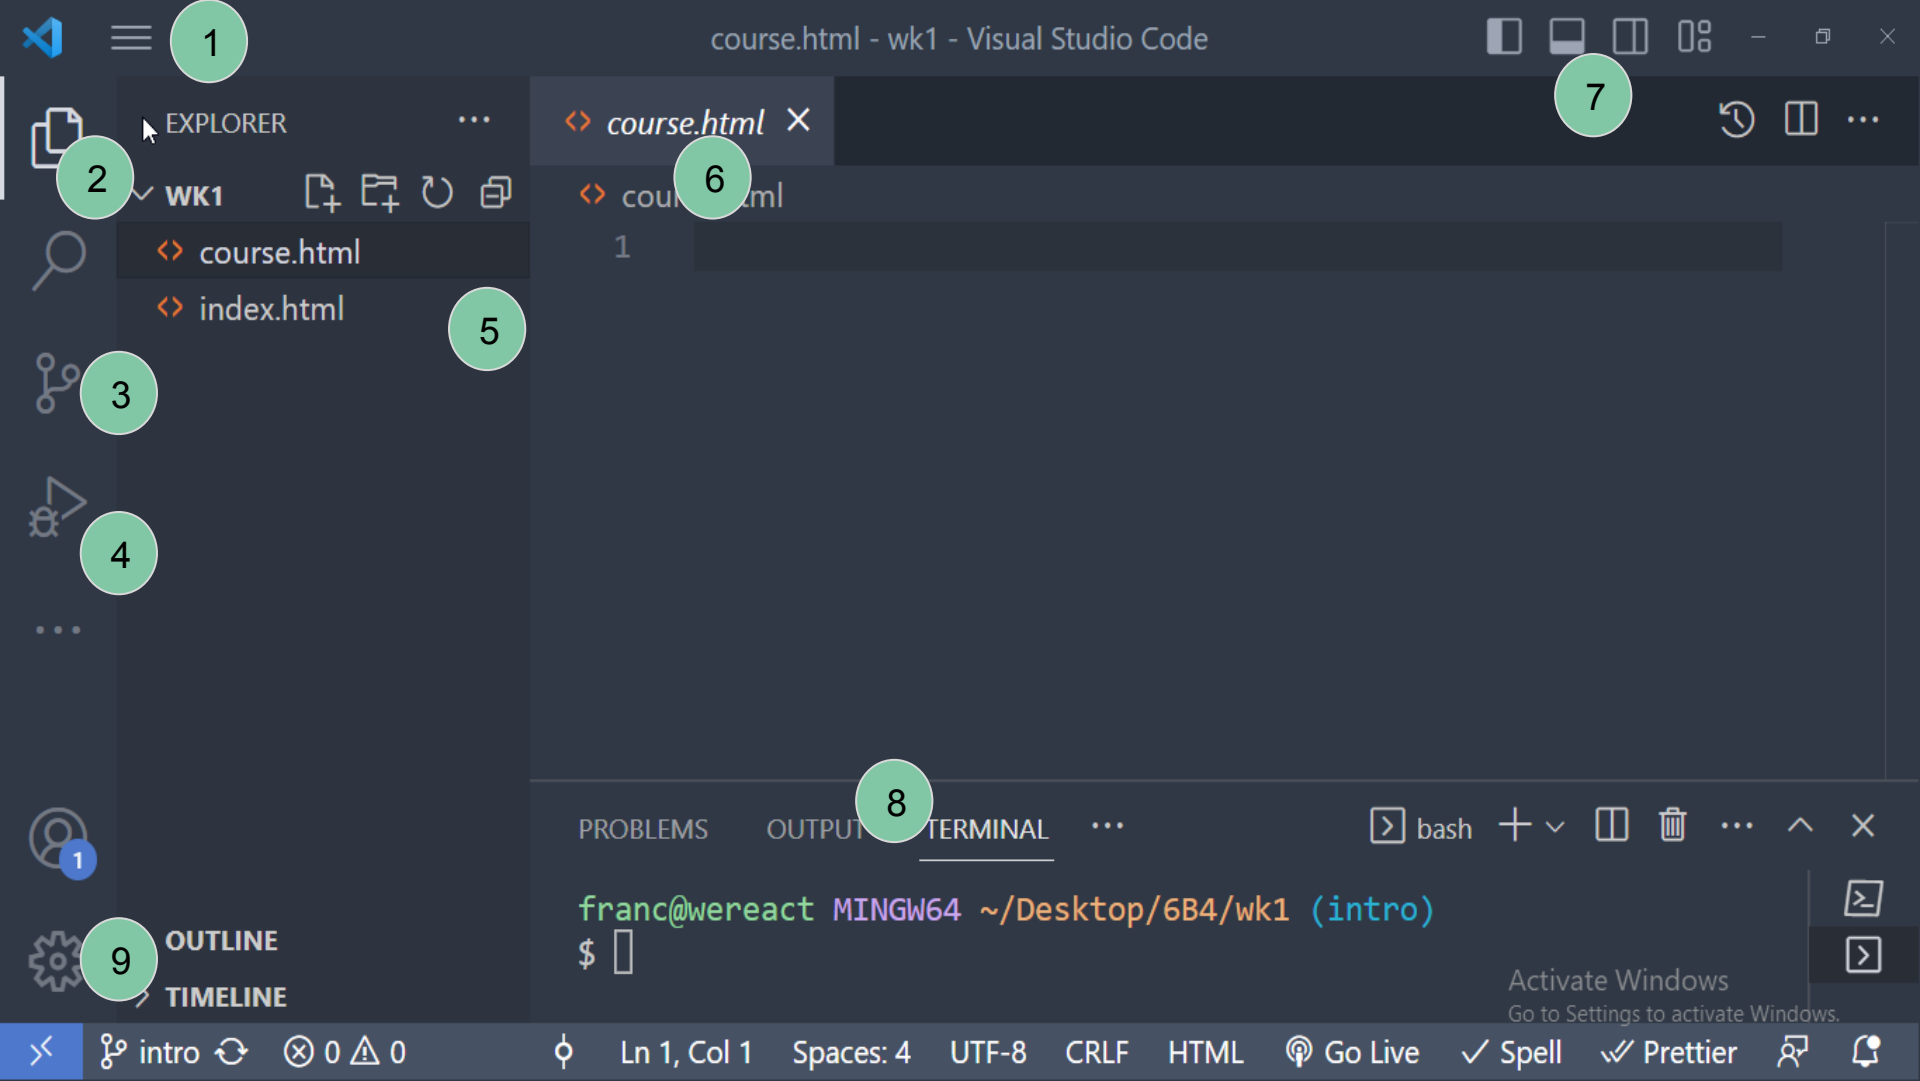 1
course.html - wk1 - Visual Studio Code
7
EXPLORER
course.html
2
WK1
6
course.html
1
index.html
5
3
4
8
PROBLEMS OUTPUT TERMINAL
bash
1
franc@wereact MINGW64 ~/Desktop/6B4/wk1 (intro)
$
9
OUTLINE
TIMELINE
Activate Windows
Go to Settings to activate Windows.
intro 0 0 Ln 1, Col 1 Spaces: 4 UTF-8 CRLF HTML Go Live Spell Prettier